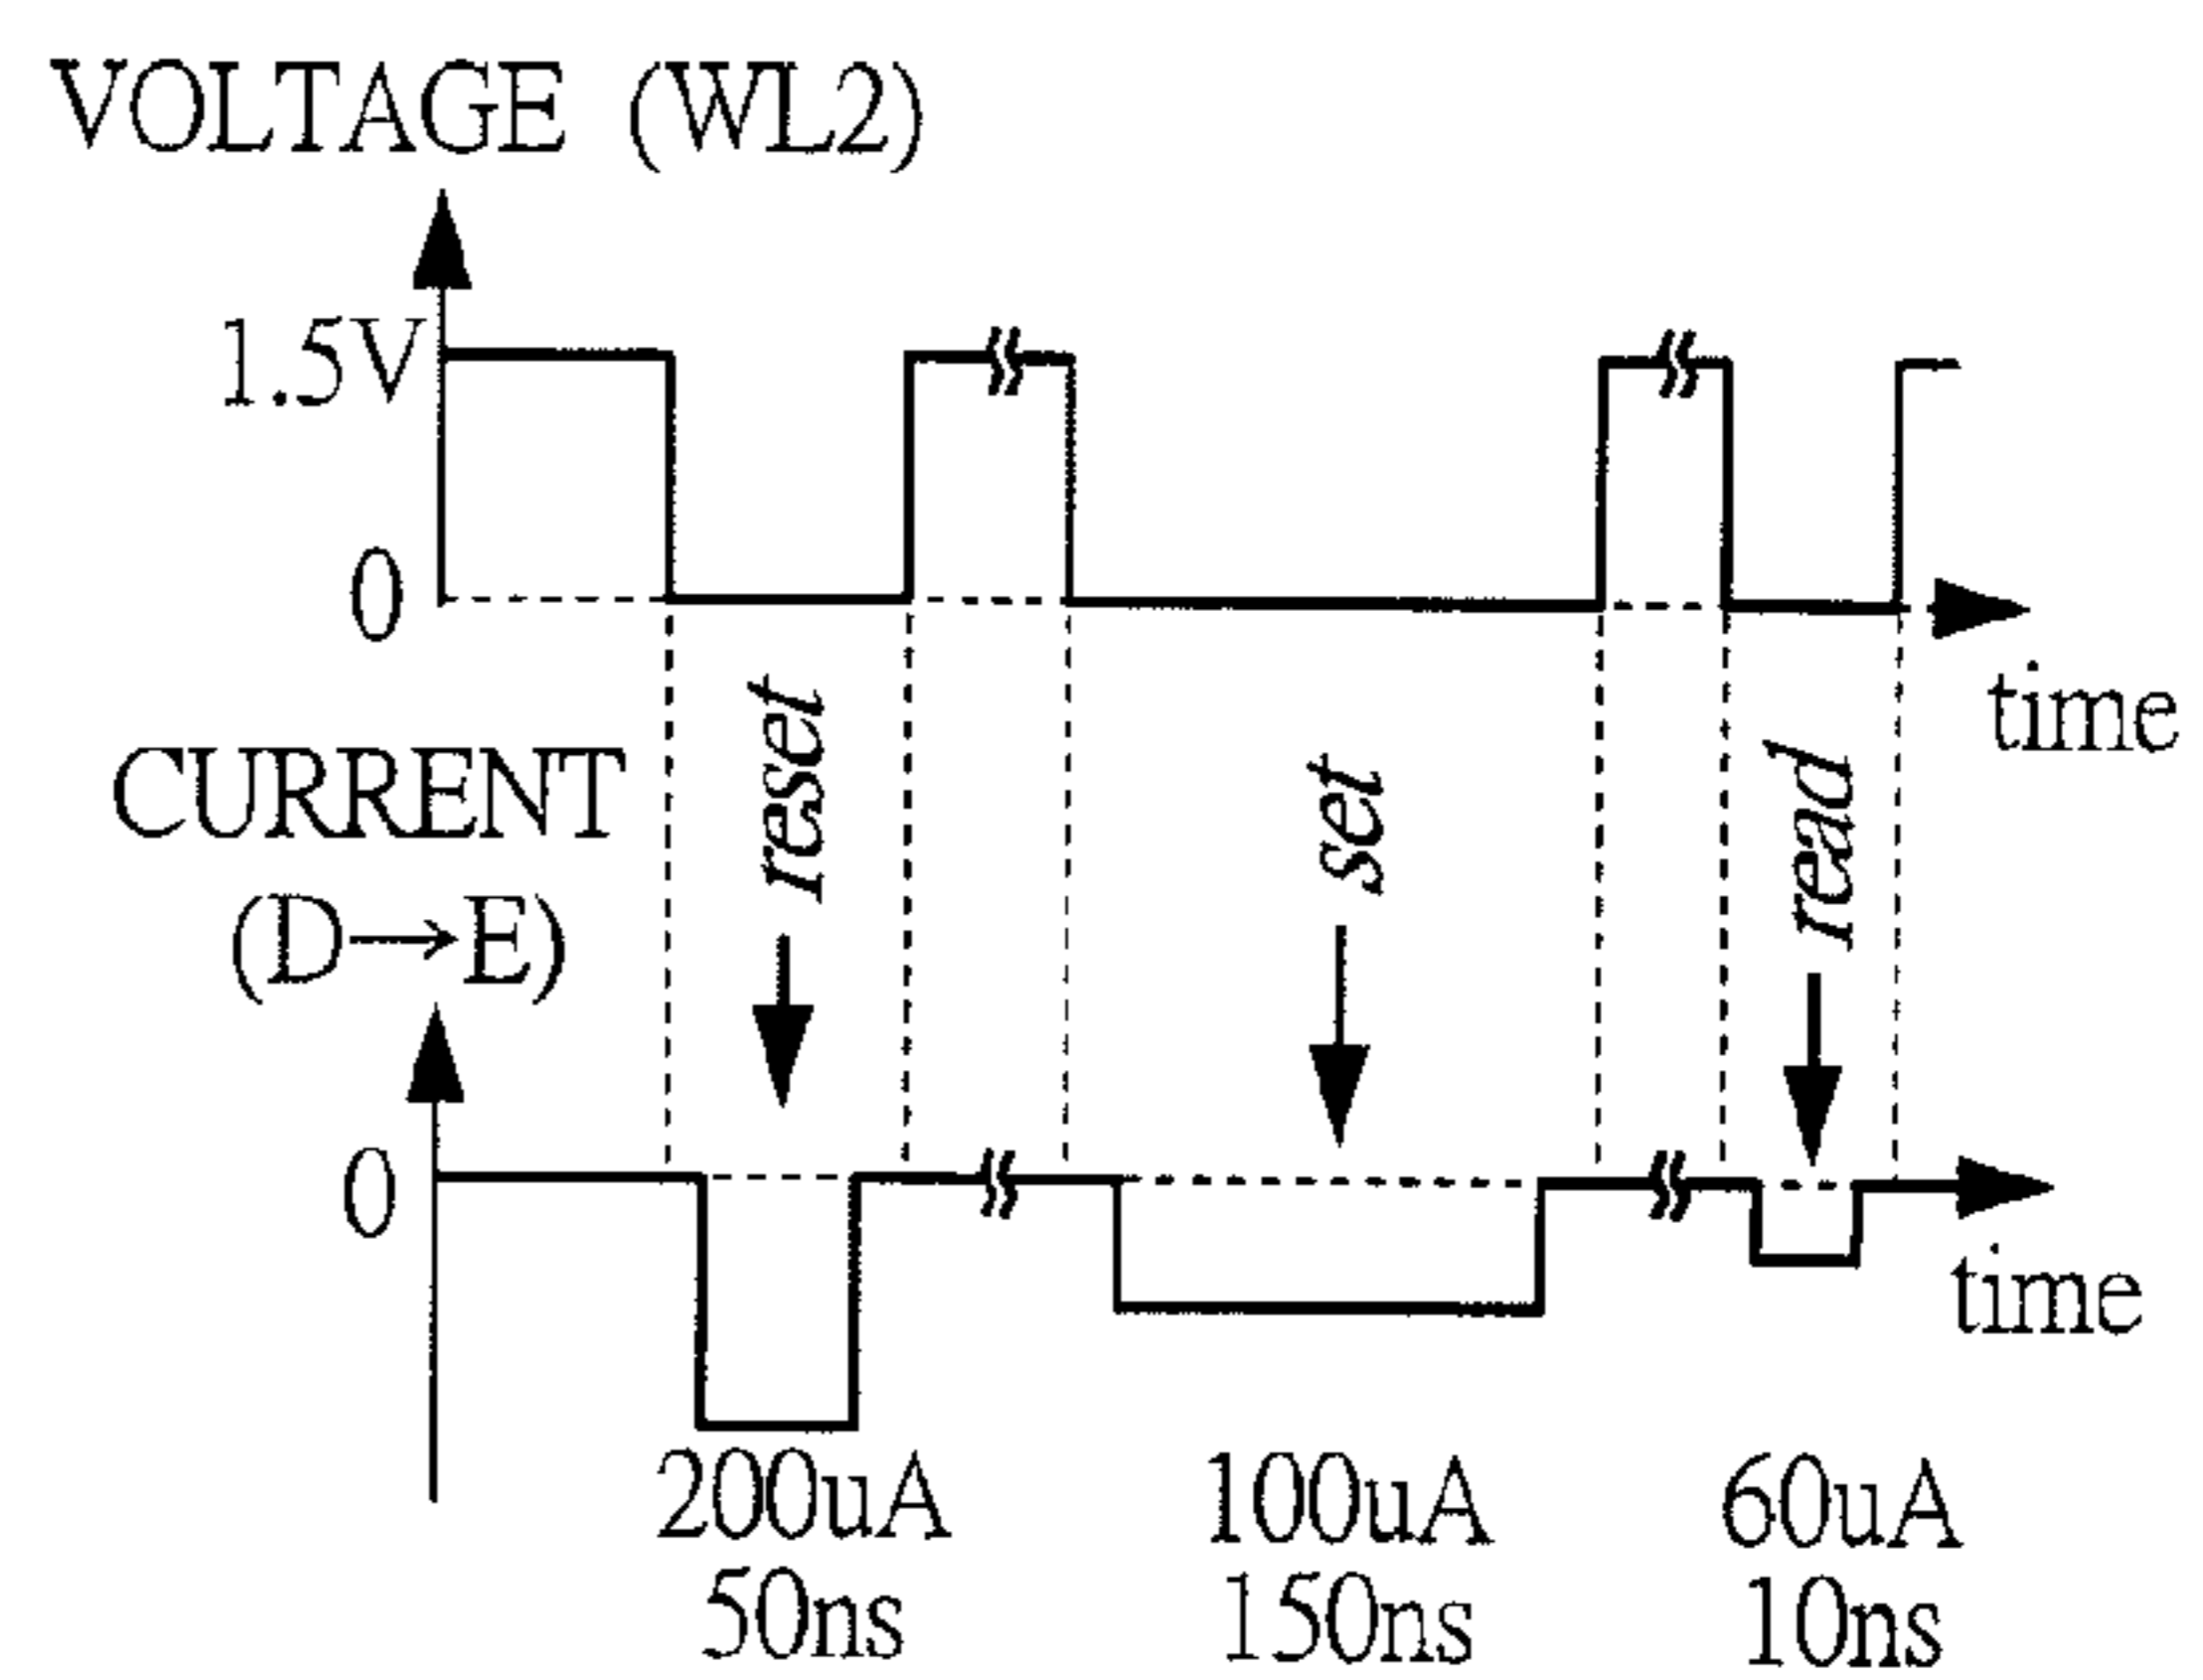 VOLTAGE (WL2)
1.5V
0
time
reset
set
read
CURRENT
(D→E)
0
time
200uA
50ns
100uA
150ns
60uA
10ns